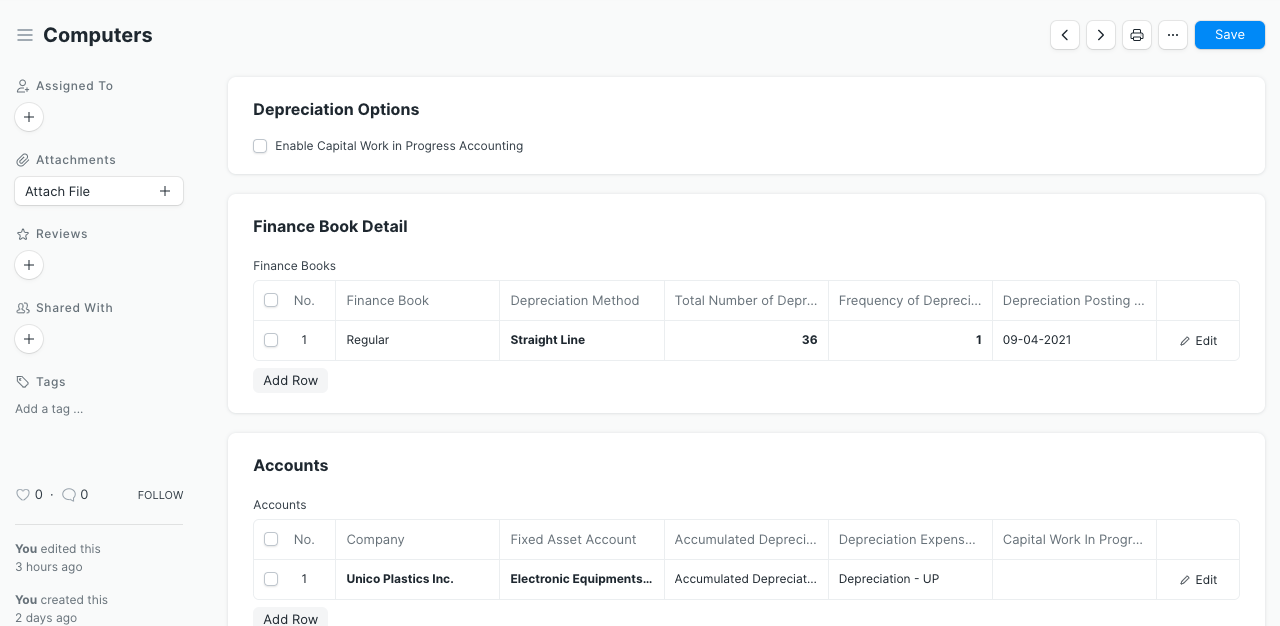 Computers
Save
Assigned To
Attachments
Attach File
Reviews
Shared With
Tags
Add a tag ...
0 · 0 FOLLOW
You edited this
3 hours ago
You created this
2 days ago
Depreciation Options
Enable Capital Work in Progress Accounting
Finance Book Detail
Finance Books
No. Finance Book Depreciation Method Total Number of Depr... Frequency of Depreci... Depreciation Posting ...
1 Regular Straight Line 36 1 09-04-2021 Edit
Add Row
Accounts
Accounts
No. Company Fixed Asset Account Accumulated Depreci... Depreciation Expens... Capital Work In Progr...
1 Unico Plastics Inc. Electronic Equipments... Accumulated Depreciat... Depreciation - UP Edit
Add Row